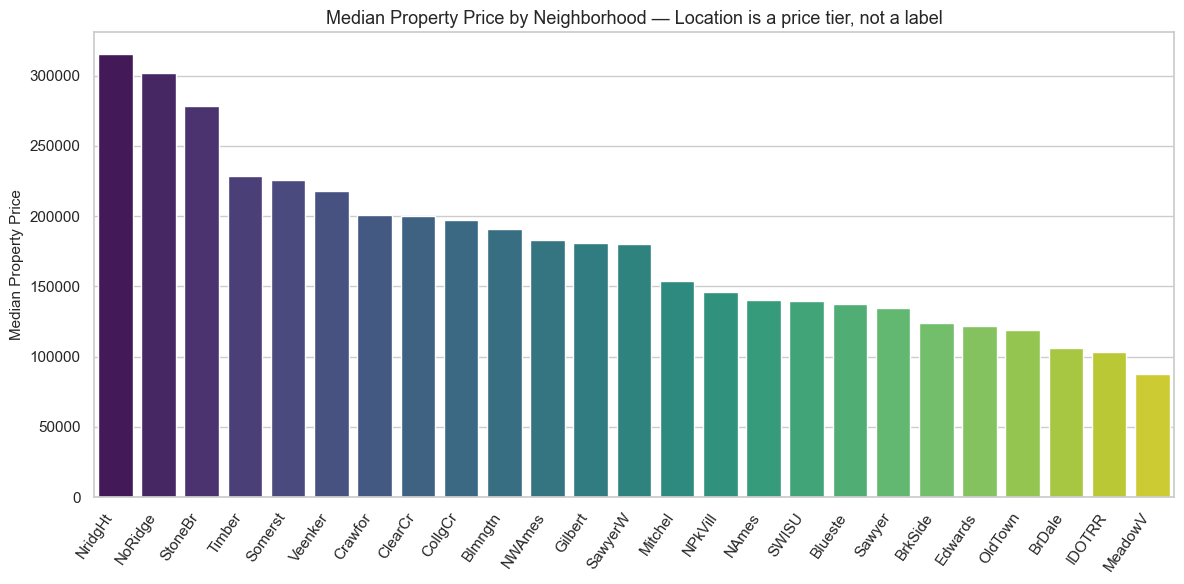 Median Property Price by Neighborhood — Location is a price tier, not a label
Median Property Price
300000
250000
200000
150000
100000
50000
0
NridgHt
NoRidge
StoneBr
Timber
Somerst
Veenker
Crawfor
ClearCr
CollgCr
Blmngtn
NWAmes
Gilbert
SawyerW
Mitchel
NPkVill
NAmes
SWISU
Blueste
Sawyer
BrkSide
Edwards
OldTown
BrDale
IDOTRR
MeadowV